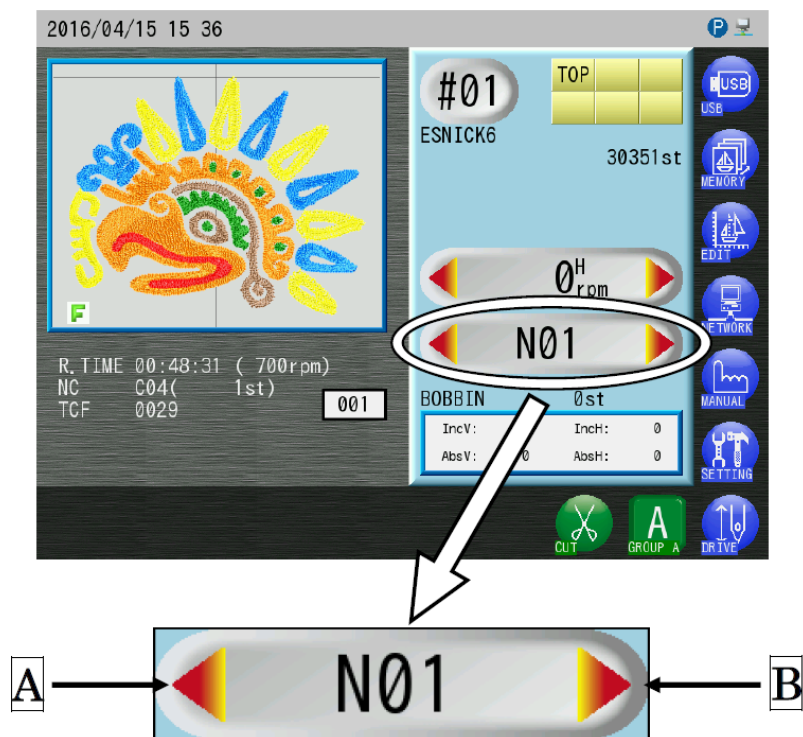 2016/04/15 15 36
P
#01
TOP
USB
USB
ESNICK6
30351st
MEMORY
EDIT
0 H rpm
NETWORK
F
N01
R.TIME 00:48:31 ( 700rpm)
NC C04( 1st)
TCF 0029
001
MANUAL
BOBBIN 0st
IncV: IncH: 0
AbsV: 0 AbsH: 0
SETTING
CUT
A
GROUP A
DRIVE
A
N01
B